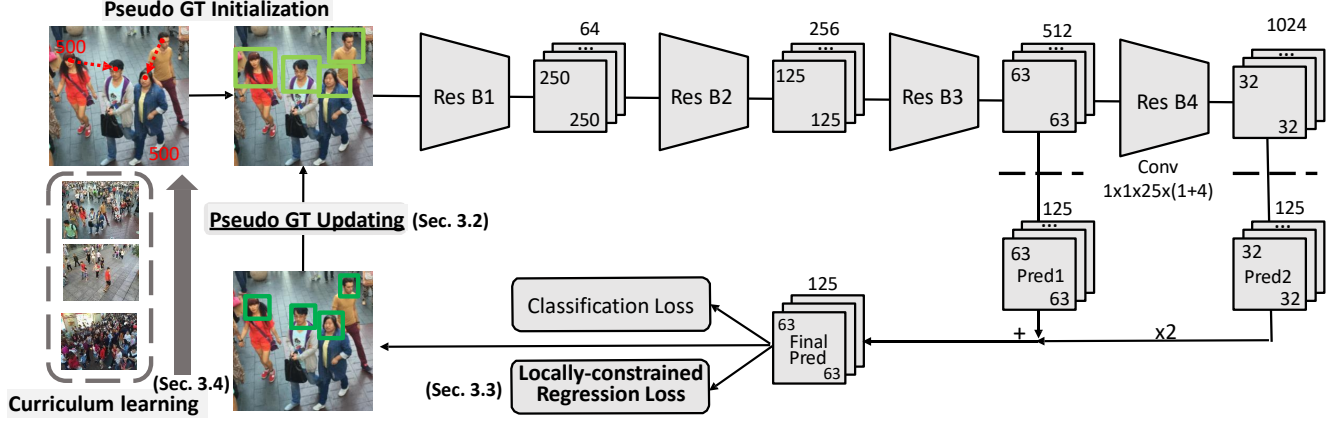 Pseudo GT Initialization
500
500
Res B1
64
...
250
250
Res B2
256
...
125
125
Res B3
512
...
63
63
Res B4
1024
...
32
32
Conv
1x1x25x(1+4)
Pseudo GT Updating (Sec. 3.2)
125
...
63
Pred1
63
125
...
32
Pred2
32
+
x2
125
...
63
Final
Pred
63
Classification Loss
Locally-constrained
Regression Loss
(Sec. 3.3)
(Sec. 3.4)
Curriculum learning